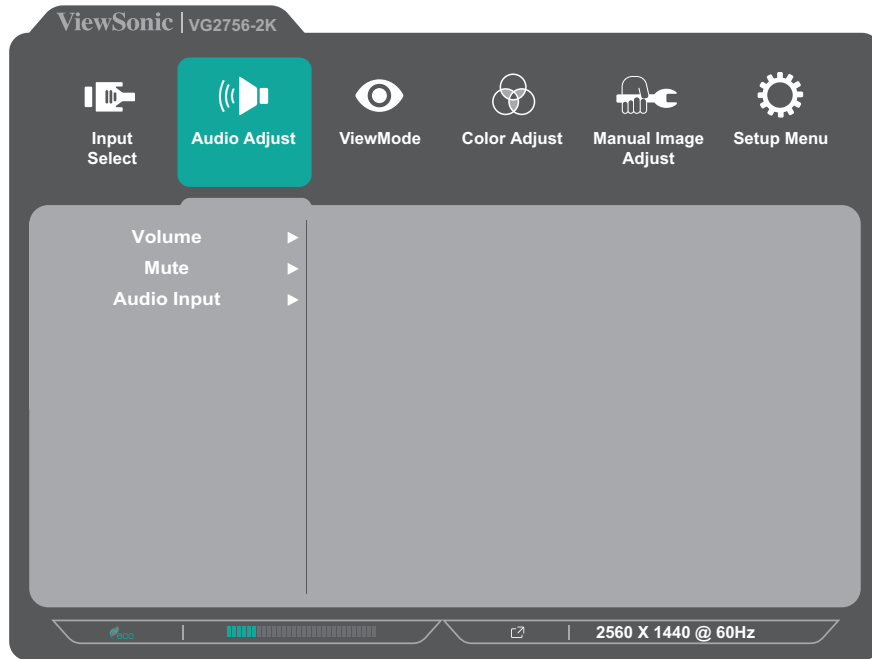 ViewSonic | VG2756-2K
Input Select
Audio Adjust
ViewMode
Color Adjust
Manual Image Adjust
Setup Menu
Volume
Mute
Audio Input
eco
2560 X 1440 @ 60Hz